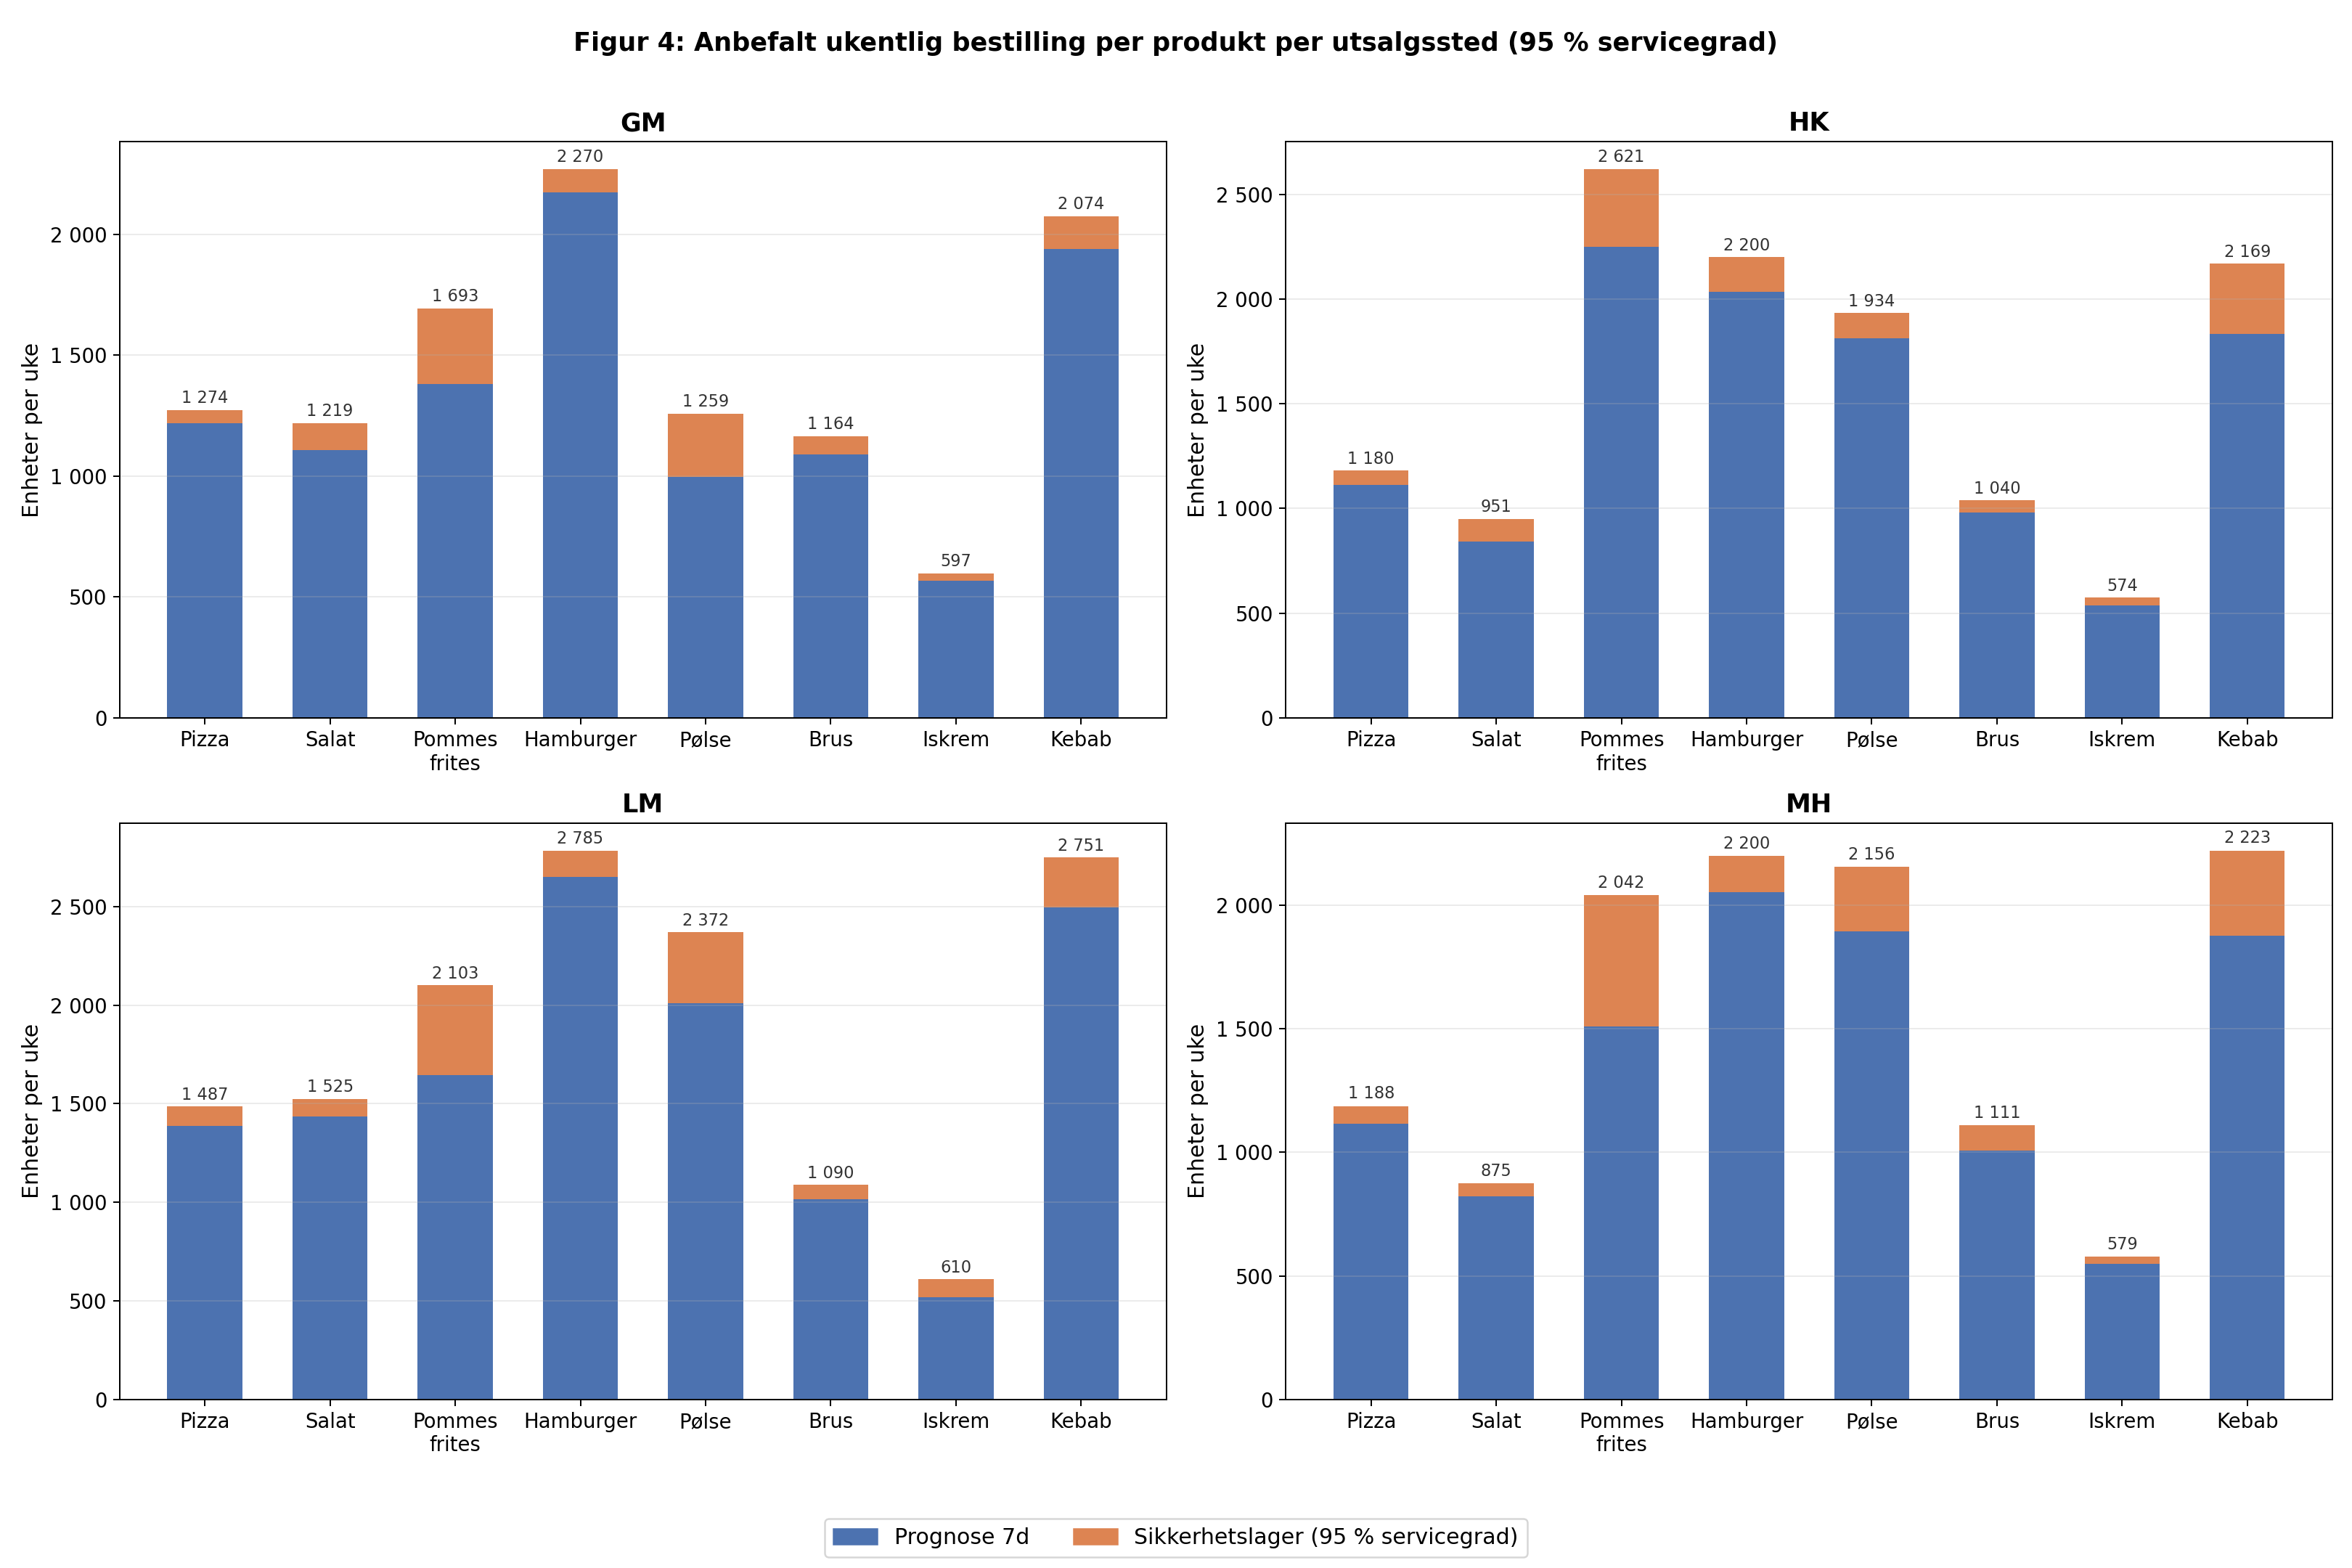 Figur 4: Anbefalt ukentlig bestilling per produkt per utsalgssted (95 % servicegrad)
GM
Enheter per uke
2 000
1 500
1 000
500
0
1 274
1 219
1 693
2 270
1 259
1 164
597
2 074
Pizza
Salat
Pommes
frites
Hamburger
Pølse
Brus
Iskrem
Kebab
HK
Enheter per uke
2 500
2 000
1 500
1 000
500
0
1 180
951
2 621
2 200
1 934
1 040
574
2 169
Pizza
Salat
Pommes
frites
Hamburger
Pølse
Brus
Iskrem
Kebab
LM
Enheter per uke
2 500
2 000
1 500
1 000
500
0
1 487
1 525
2 103
2 785
2 372
1 090
610
2 751
Pizza
Salat
Pommes
frites
Hamburger
Pølse
Brus
Iskrem
Kebab
MH
Enheter per uke
2 000
1 500
1 000
500
0
1 188
875
2 042
2 200
2 156
1 111
579
2 223
Pizza
Salat
Pommes
frites
Hamburger
Pølse
Brus
Iskrem
Kebab
Prognose 7d
Sikkerhetslager (95 % servicegrad)